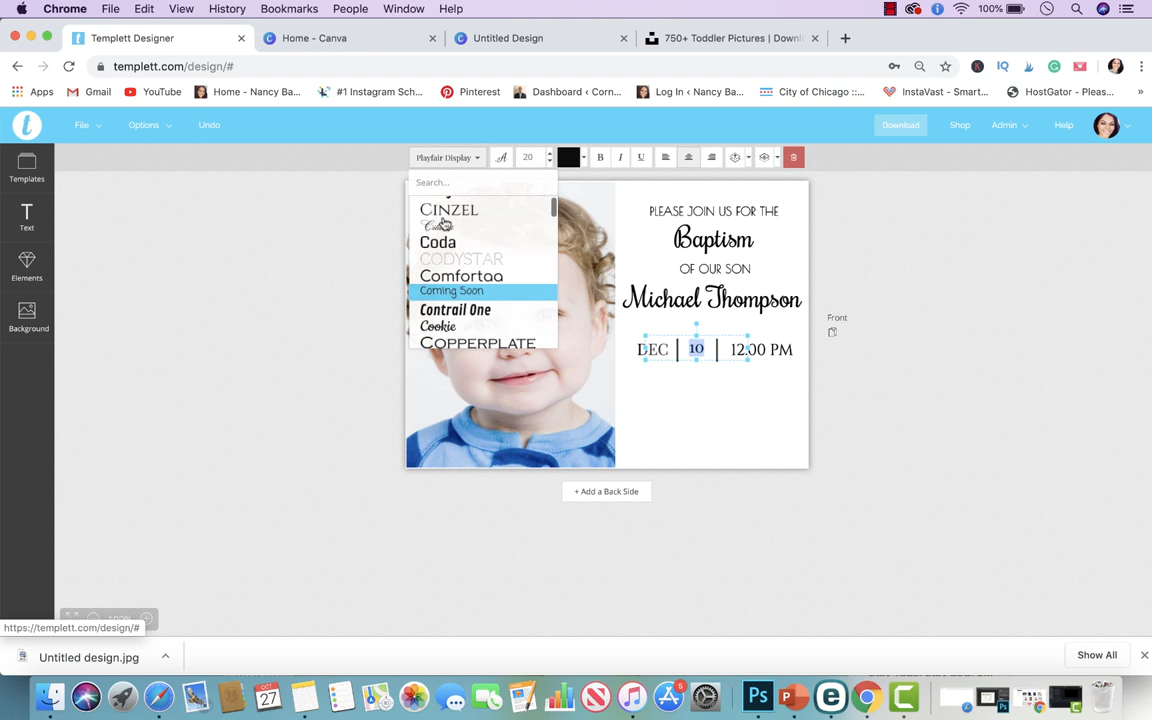 Chrome File Edit View History Bookmarks People Window Help 100%
Templett Designer Home - Canva Untitled Design 750+ Toddler Pictures | Downl
templett.com/design/#
Apps Gmail YouTube Home - Nancy Ba... #1 Instagram Sch... Pinterest Dashboard ‹ Corn... Log In ‹ Nancy Ba... City of Chicago ::... InstaVast - Smart... HostGator - Pleas... »
t File Options Undo Download Shop Admin Help
Playfair Display 20 B I U
Templates
Text
Elements
Background
Search...
CINZEL
Coda
CODYSTAR
Comfortaa
Coming Soon
Contrail One
Cookie
COPPERPLATE
PLEASE JOIN US FOR THE
Baptism
OF OUR SON
Michael Thompson
DEC | 10 | 12:00 PM
Front
+ Add a Back Side
https://templett.com/design/#
Untitled design.jpg
Show All
OCT
27
5
Ps